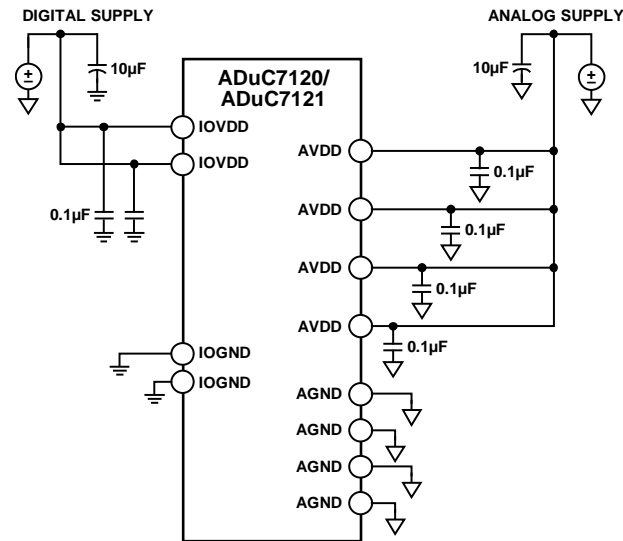 DIGITAL SUPPLY
ANALOG SUPPLY
±
10µF
10µF
±
ADuC7120/
ADuC7121
IOVDD
IOVDD
0.1µF
AVDD
0.1µF
AVDD
0.1µF
AVDD
0.1µF
AVDD
0.1µF
IOGND
IOGND
AGND
AGND
AGND
AGND